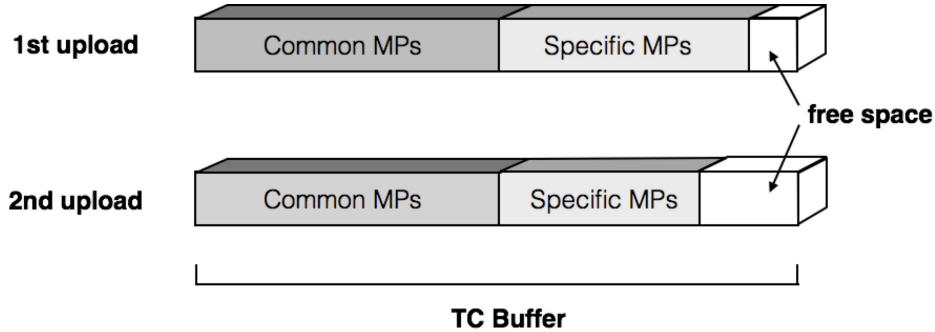 1st upload
Common MPs
Specific MPs
free space
2nd upload
Common MPs
Specific MPs
TC Buffer